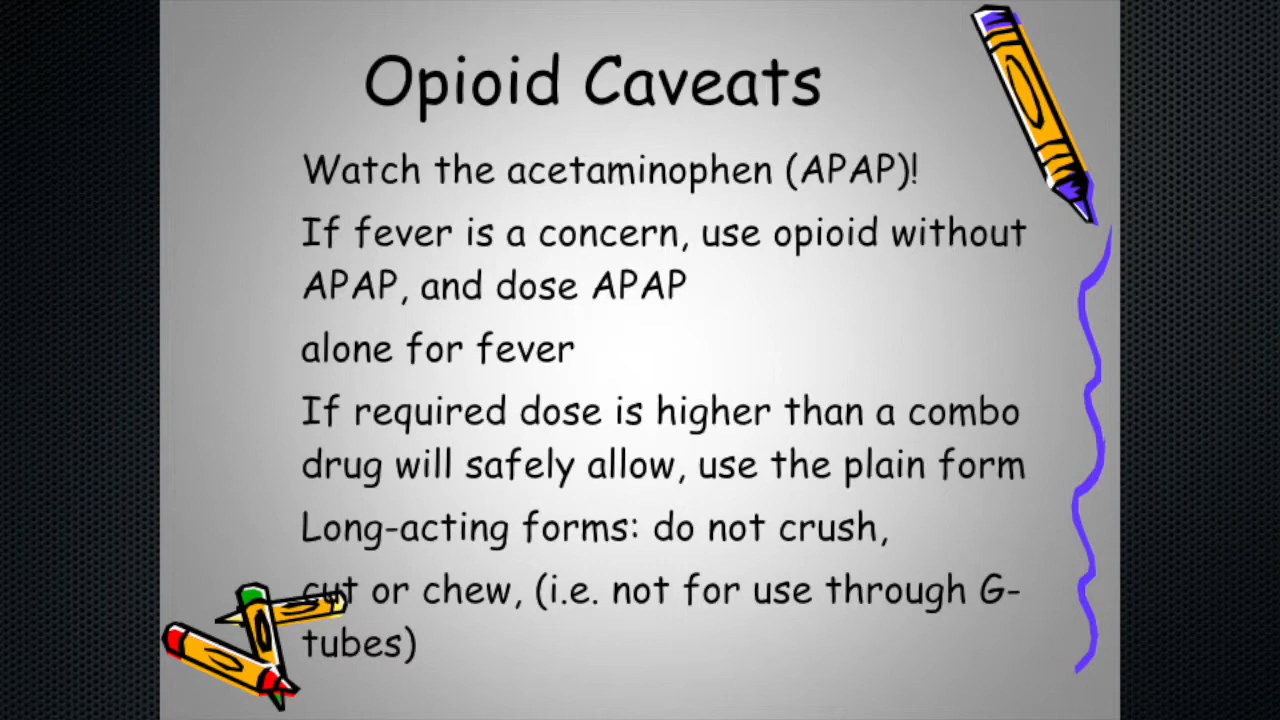 Opioid Caveats
Watch the acetaminophen (APAP)!
If fever is a concern, use opioid without
APAP, and dose APAP
alone for fever
If required dose is higher than a combo
drug will safely allow, use the plain form
Long-acting forms: do not crush,
cut or chew, (i.e. not for use through G-
tubes)